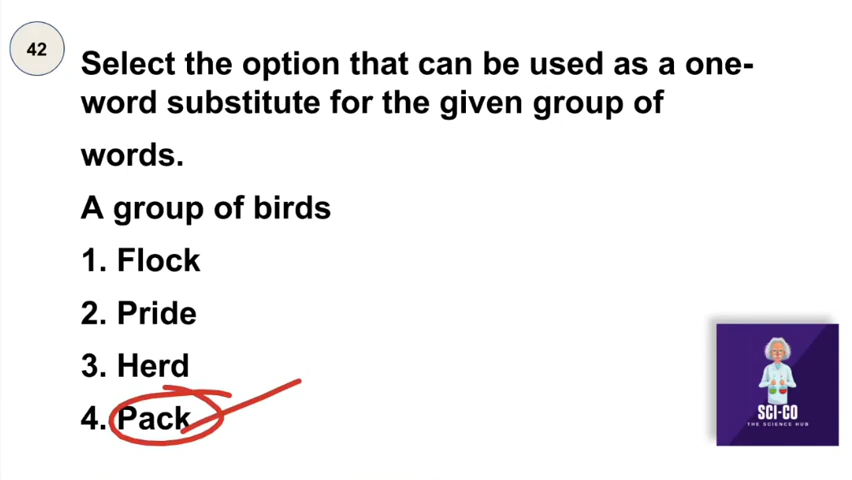 42
Select the option that can be used as a one-
word substitute for the given group of
words.
A group of birds
1. Flock
2. Pride
3. Herd
4. Pack
SCI-CO
THE SCIENCE HUB